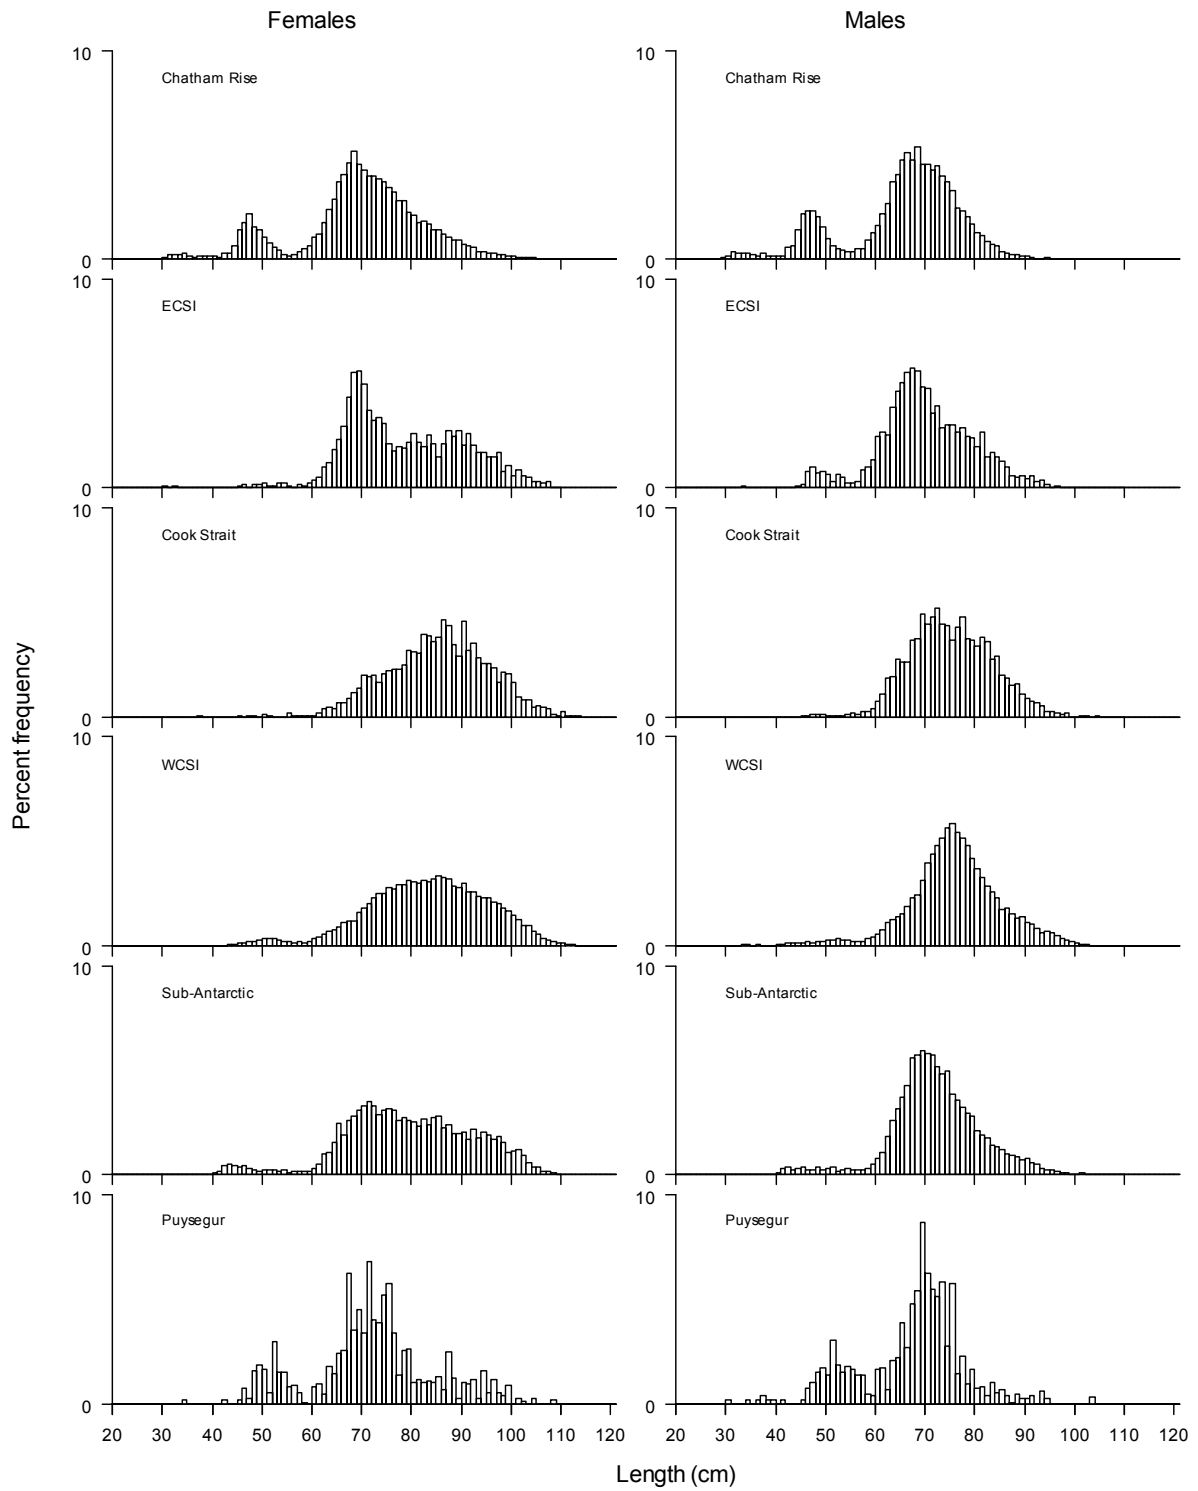 Females Males
10 10
Chatham Rise Chatham Rise
0 0
10 10
ECSI ECSI
0 0
10 10
Cook Strait Cook Strait
0 0
Percent frequency
10 10
WCSI WCSI
0 0
10 10
Sub-Antarctic Sub-Antarctic
0 0
10 10
Puysegur Puysegur
0 0
20 30 40 50 60 70 80 90 100 110 120 20 30 40 50 60 70 80 90 100 110 120
Length (cm)